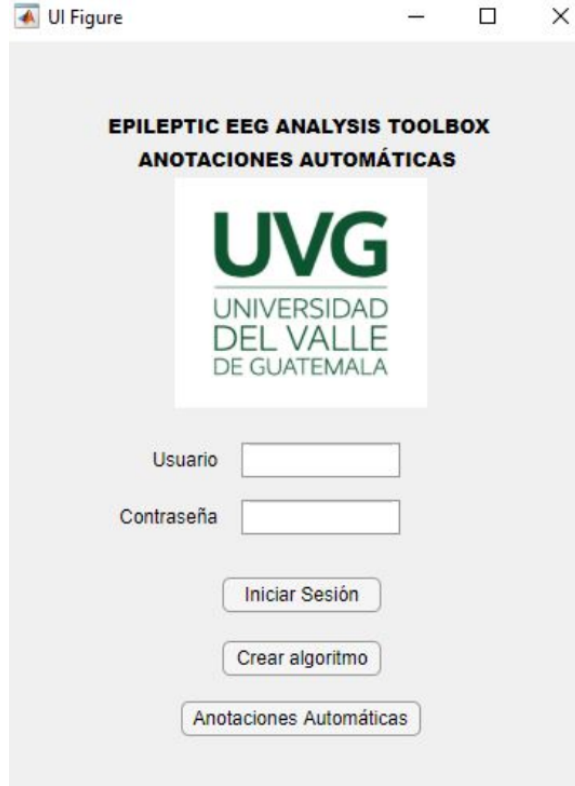 UI Figure
EPILEPTIC EEG ANALYSIS TOOLBOX
ANOTACIONES AUTOMÁTICAS
UVG
UNIVERSIDAD
DEL VALLE
DE GUATEMALA
Usuario
Contraseña
Iniciar Sesión
Crear algoritmo
Anotaciones Automáticas